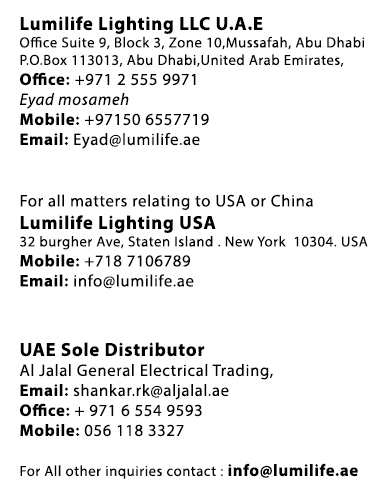 Lumilife Lighting LLC U.A.E
Office Suite 9, Block 3, Zone 10,Mussafah, Abu Dhabi
P.O.Box 113013, Abu Dhabi,United Arab Emirates,
Office: +971 2 555 9971
Eyad mosameh
Mobile: +97150 6557719
Email: Eyad@lumilife.ae
For all matters relating to USA or China
Lumilife Lighting USA
32 burgher Ave, Staten Island . New York  10304. USA
Mobile: +718 7106789
Email: info@lumilife.ae
UAE Sole Distributor
Al Jalal General Electrical Trading,
Email: shankar.rk@aljalal.ae
Office: + 971 6 554 9593
Mobile: 056 118 3327
For All other inquiries contact : info@lumilife.ae